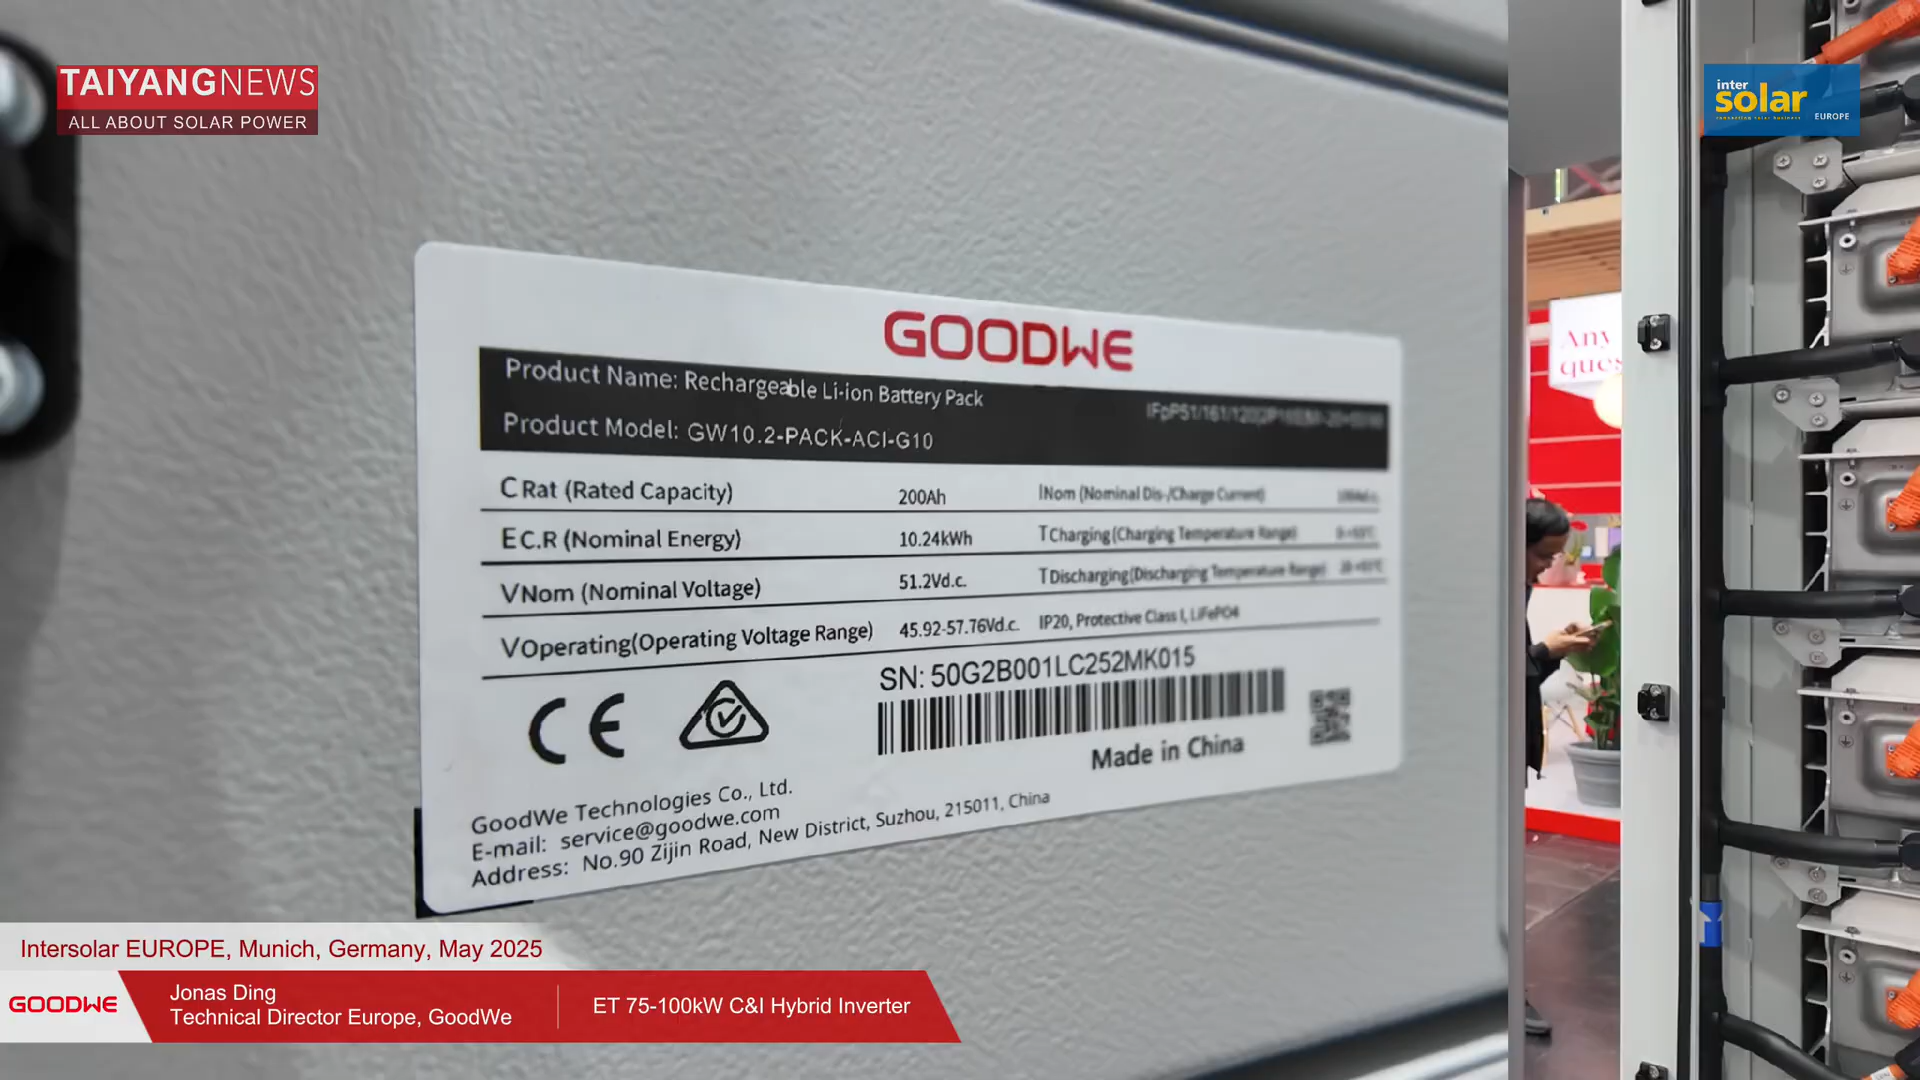 TAIYANGNEWS
ALL ABOUT SOLAR POWER
inter
solar
connecting solar business
EUROPE
Any
ques
GOODWE
Product Name: Rechargeable Li-ion Battery Pack
Product Model: GW10.2-PACK-ACI-G10
CRat (Rated Capacity) 200Ah
INom (Nominal Dis-/Charge Current)
EC.R (Nominal Energy) 10.24kWh
TCharging(Charging Temperature Range)
VNom (Nominal Voltage) 51.2Vd.c.
TDischarging(Discharging Temperature Range)
VOperating(Operating Voltage Range) 45.92-57.76Vd.c.
IP20, Protective Class I, LiFePO4
SN: 50G2B001LC252MK015
CE
Made in China
GoodWe Technologies Co., Ltd.
E-mail: service@goodwe.com
Address: No.90 Zijin Road, New District, Suzhou, 215011, China
Intersolar EUROPE, Munich, Germany, May 2025
GOODWE
Jonas Ding
Technical Director Europe, GoodWe
ET 75-100kW C&I Hybrid Inverter